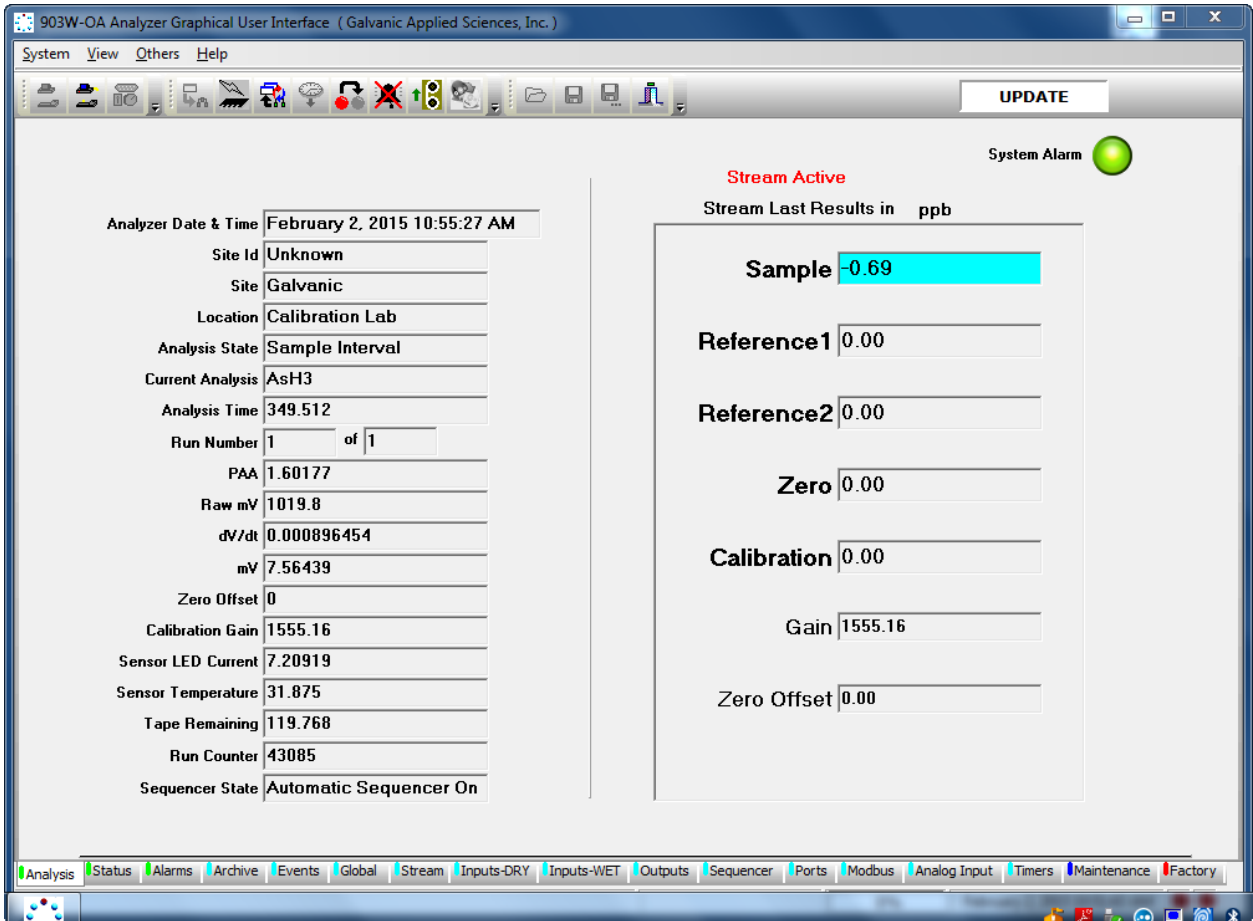 903W-OA Analyzer Graphical User Interface ( Galvanic Applied Sciences, Inc. )
System View Others Help
UPDATE
System Alarm
Stream Active
Stream Last Results in ppb
Analyzer Date & Time February 2, 2015 10:55:27 AM
Site Id Unknown
Site Galvanic
Location Calibration Lab
Analysis State Sample Interval
Current Analysis AsH3
Analysis Time 349.512
Run Number 1 of 1
PAA 1.60177
Raw mV 1019.8
dV/dt 0.000896454
mV 7.56439
Zero Offset 0
Calibration Gain 1555.16
Sensor LED Current 7.20919
Sensor Temperature 31.875
Tape Remaining 119.768
Run Counter 43085
Sequencer State Automatic Sequencer On
Sample -0.69
Reference1 0.00
Reference2 0.00
Zero 0.00
Calibration 0.00
Gain 1555.16
Zero Offset 0.00
Analysis Status Alarms Archive Events Global Stream Inputs-DRY Inputs-WET Outputs Sequencer Ports Modbus Analog Input Timers Maintenance Factory